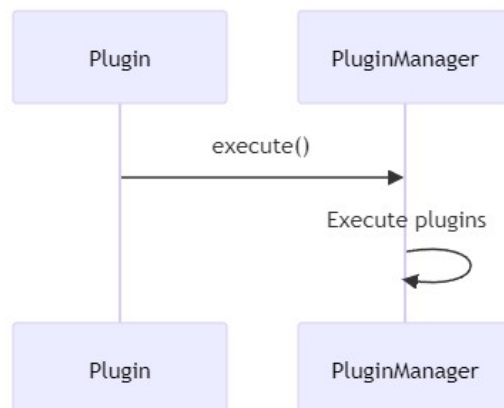 Plugin
PluginManager
execute()
Execute plugins
Plugin
PluginManager